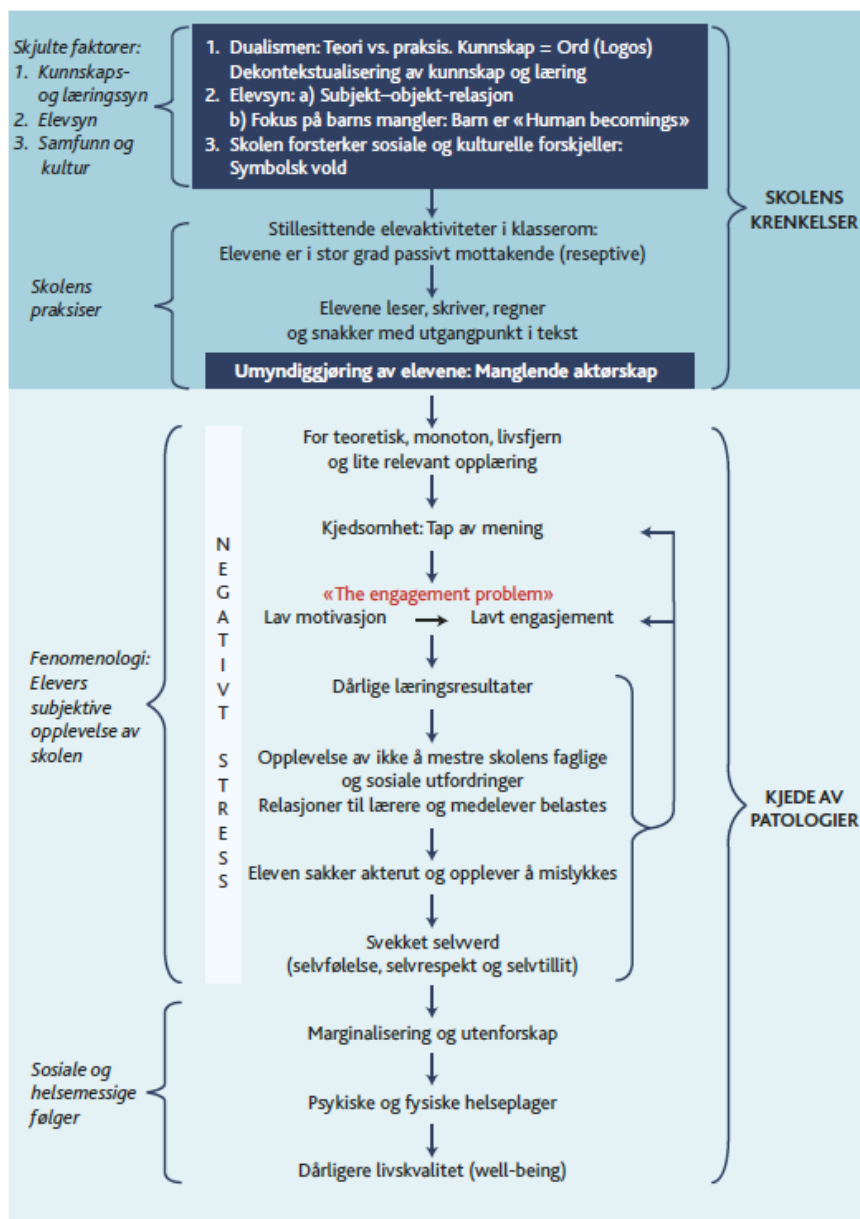 Skjulte faktorer:
1. Kunnskaps-
og læringssyn
2. Elevsyn
3. Samfunn og
kultur
1. Dualismen: Teori vs. praksis. Kunnskap = Ord (Logos)
Dekontekstualisering av kunnskap og læring
2. Elevsyn: a) Subjekt–objekt-relasjon
b) Fokus på barns mangler: Barn er «Human becomings»
3. Skolen forsterker sosiale og kulturelle forskjeller:
Symbolsk vold
SKOLENS
KRENKELSER
Skolens
praksiser
Stillesittende elevaktiviteter i klasserom:
Elevene er i stor grad passivt mottakende (reseptive)
Elevene leser, skriver, regner
og snakker med utgangpunkt i tekst
Umyndiggjøring av elevene: Manglende aktørskap
Fenomenologi:
Elevers
subjektive
opplevelse av
skolen
NEGATIVT STRESS
For teoretisk, monoton, livsfjern
og lite relevant opplæring
Kjedsomhet: Tap av mening
«The engagement problem»
Lav motivasjon → Lavt engasjement
Dårlige læringsresultater
Opplevelse av ikke å mestre skolens faglige
og sosiale utfordringer
Relasjoner til lærere og medelever belastes
Eleven sakker akterut og opplever å mislykkes
Svekket selvverd
(selvfølelse, selvrespekt og selvtillit)
KJEDE AV
PATOLOGIER
Sosiale og
helsemessige
følger
Marginalisering og utenforskap
Psykiske og fysiske helseplager
Dårligere livskvalitet (well-being)